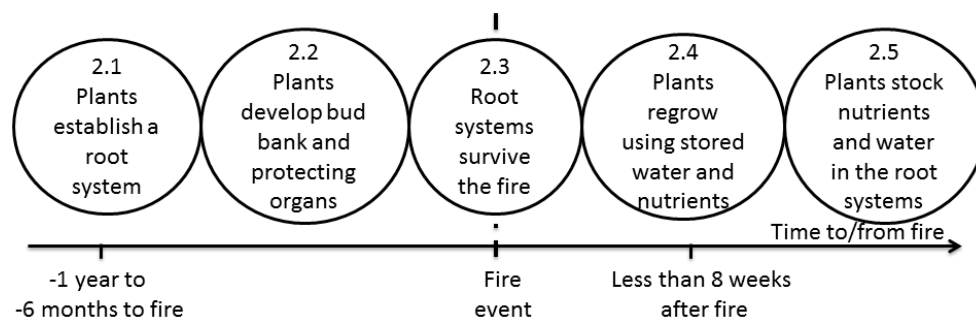 2.1
Plants
establish a
root
system
2.2
Plants
develop bud
bank and
protecting
organs
2.3
Root
systems
survive
the fire
2.4
Plants
regrow
using stored
water and
nutrients
2.5
Plants stock
nutrients
and water
in the root
systems
Time to/from fire
-1 year to
-6 months to fire
Fire
event
Less than 8 weeks
after fire